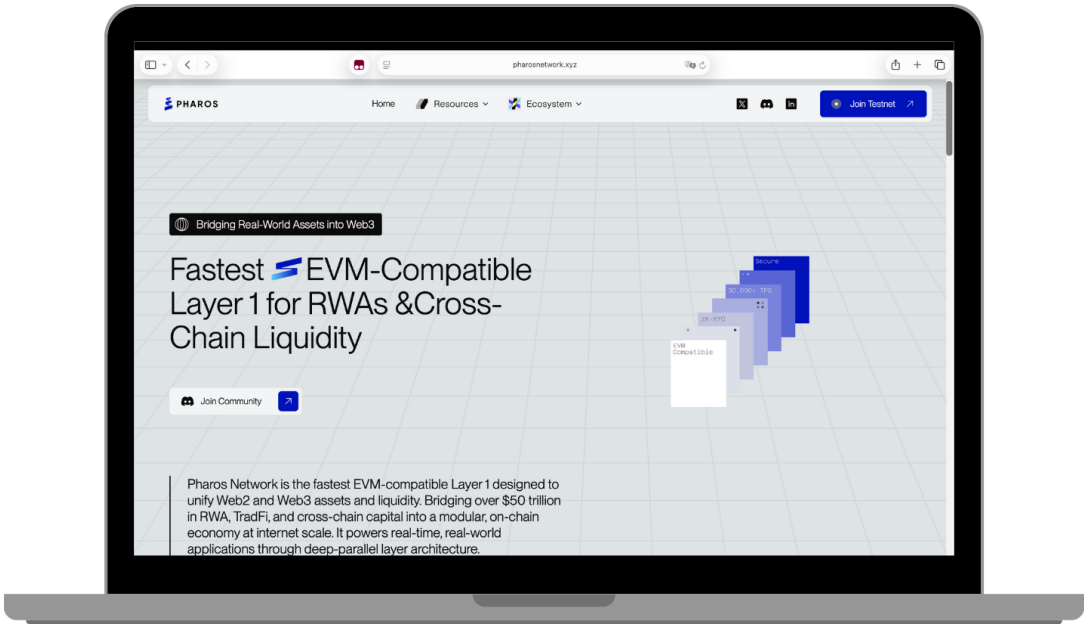 pharosnetwork.xyz
PHAROS
Home
Resources
Ecosystem
Join Testnet
Bridging Real-World Assets into Web3
Fastest EVM-Compatible
Layer 1 for RWAs &Cross-
Chain Liquidity
Join Community
Secure
30,000+ TPS
ZK-KYC
EVM
Compatible
Pharos Network is the fastest EVM-compatible Layer 1 designed to
unify Web2 and Web3 assets and liquidity. Bridging over $50 trillion
in RWA, TradFi, and cross-chain capital into a modular, on-chain
economy at internet scale. It powers real-time, real-world
applications through deep-parallel layer architecture.